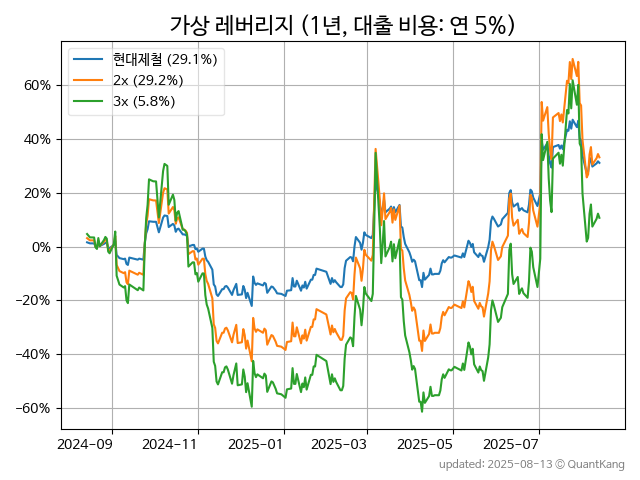 가상 레버리지 (1년, 대출 비용: 연 5%)
현대제철 (29.1%)
2x (29.2%)
3x (5.8%)
60%
40%
20%
0%
−20%
−40%
−60%
2024-09
2024-11
2025-01
2025-03
2025-05
2025-07
updated: 2025-08-13 © QuantKang